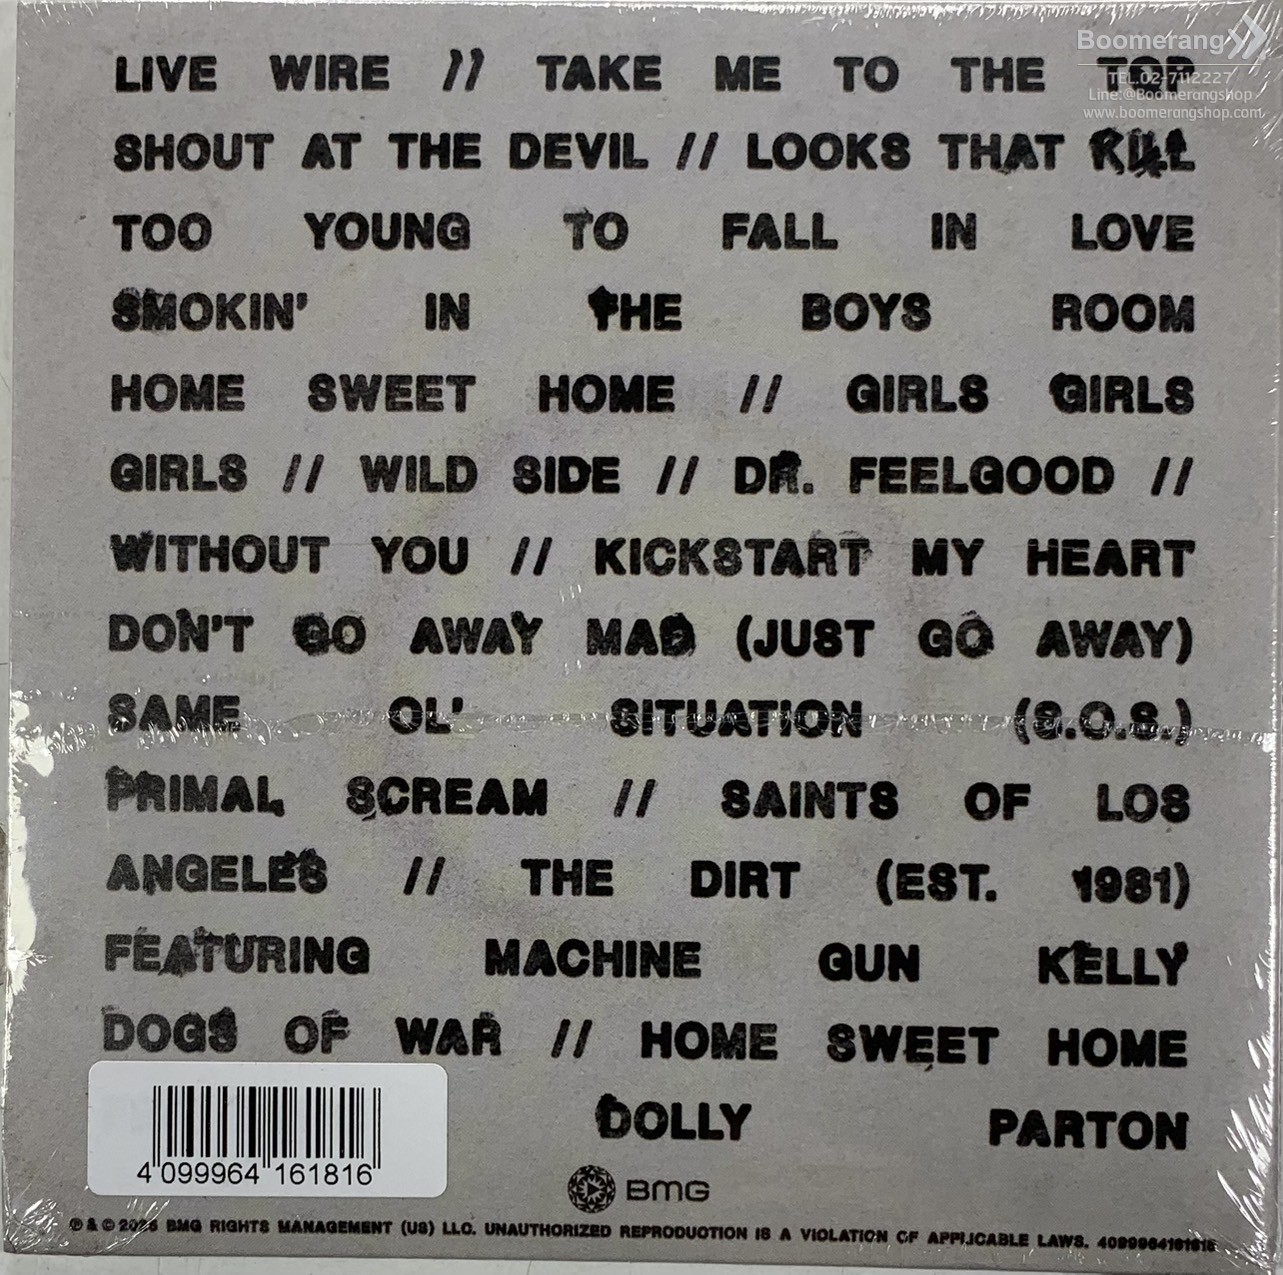 Boomerang
TEL.02-7112227
Line:@Boomerangshop
www.boomerangshop.com
LIVE WIRE // TAKE ME TO THE TOP
SHOUT AT THE DEVIL // LOOKS THAT KILL
TOO YOUNG TO FALL IN LOVE
SMOKIN' IN THE BOYS ROOM
HOME SWEET HOME // GIRLS GIRLS
GIRLS // WILD SIDE // DR. FEELGOOD //
WITHOUT YOU // KICKSTART MY HEART
DON'T GO AWAY MAD (JUST GO AWAY)
SAME OL' SITUATION (S.O.S.)
PRIMAL SCREAM // SAINTS OF LOS
ANGELES // THE DIRT (EST. 1981)
FEATURING MACHINE GUN KELLY
DOGS OF WAR // HOME SWEET HOME
DOLLY PARTON
4 099964 161816
BMG
℗ & © BMG RIGHTS MANAGEMENT (US) LLC. UNAUTHORIZED REPRODUCTION IS A VIOLATION OF APPLICABLE LAWS. 4099964161816